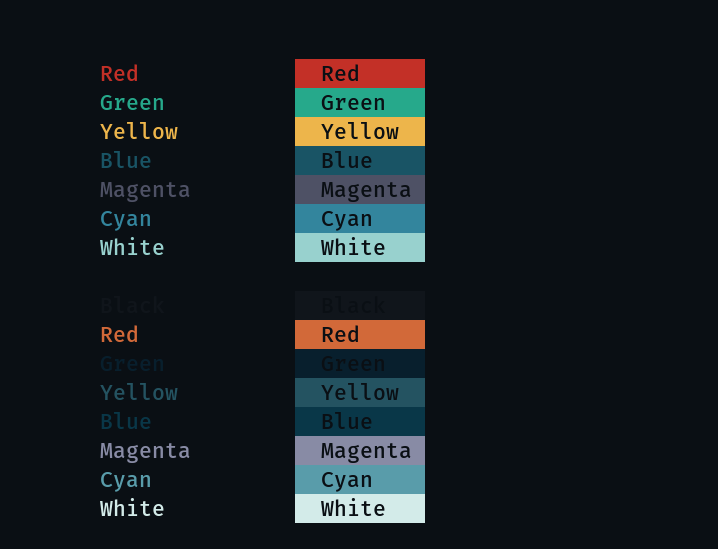 Red Red
Green Green
Yellow Yellow
Blue Blue
Magenta Magenta
Cyan Cyan
White White
Black Black
Red Red
Green Green
Yellow Yellow
Blue Blue
Magenta Magenta
Cyan Cyan
White White